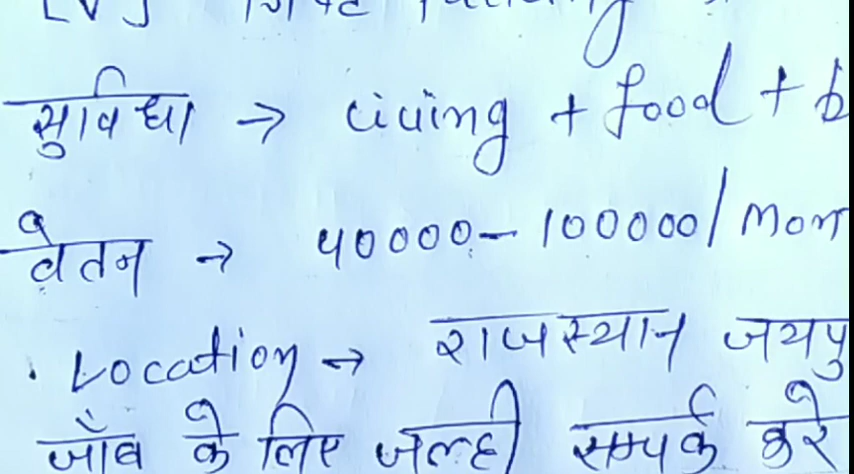 [v]
सुविधा → Living + food + b
वेतन → 40000 - 100000/ Mon
. Location → राजस्थान जयपु
जॉब के लिए जल्दी सम्पर्क करे